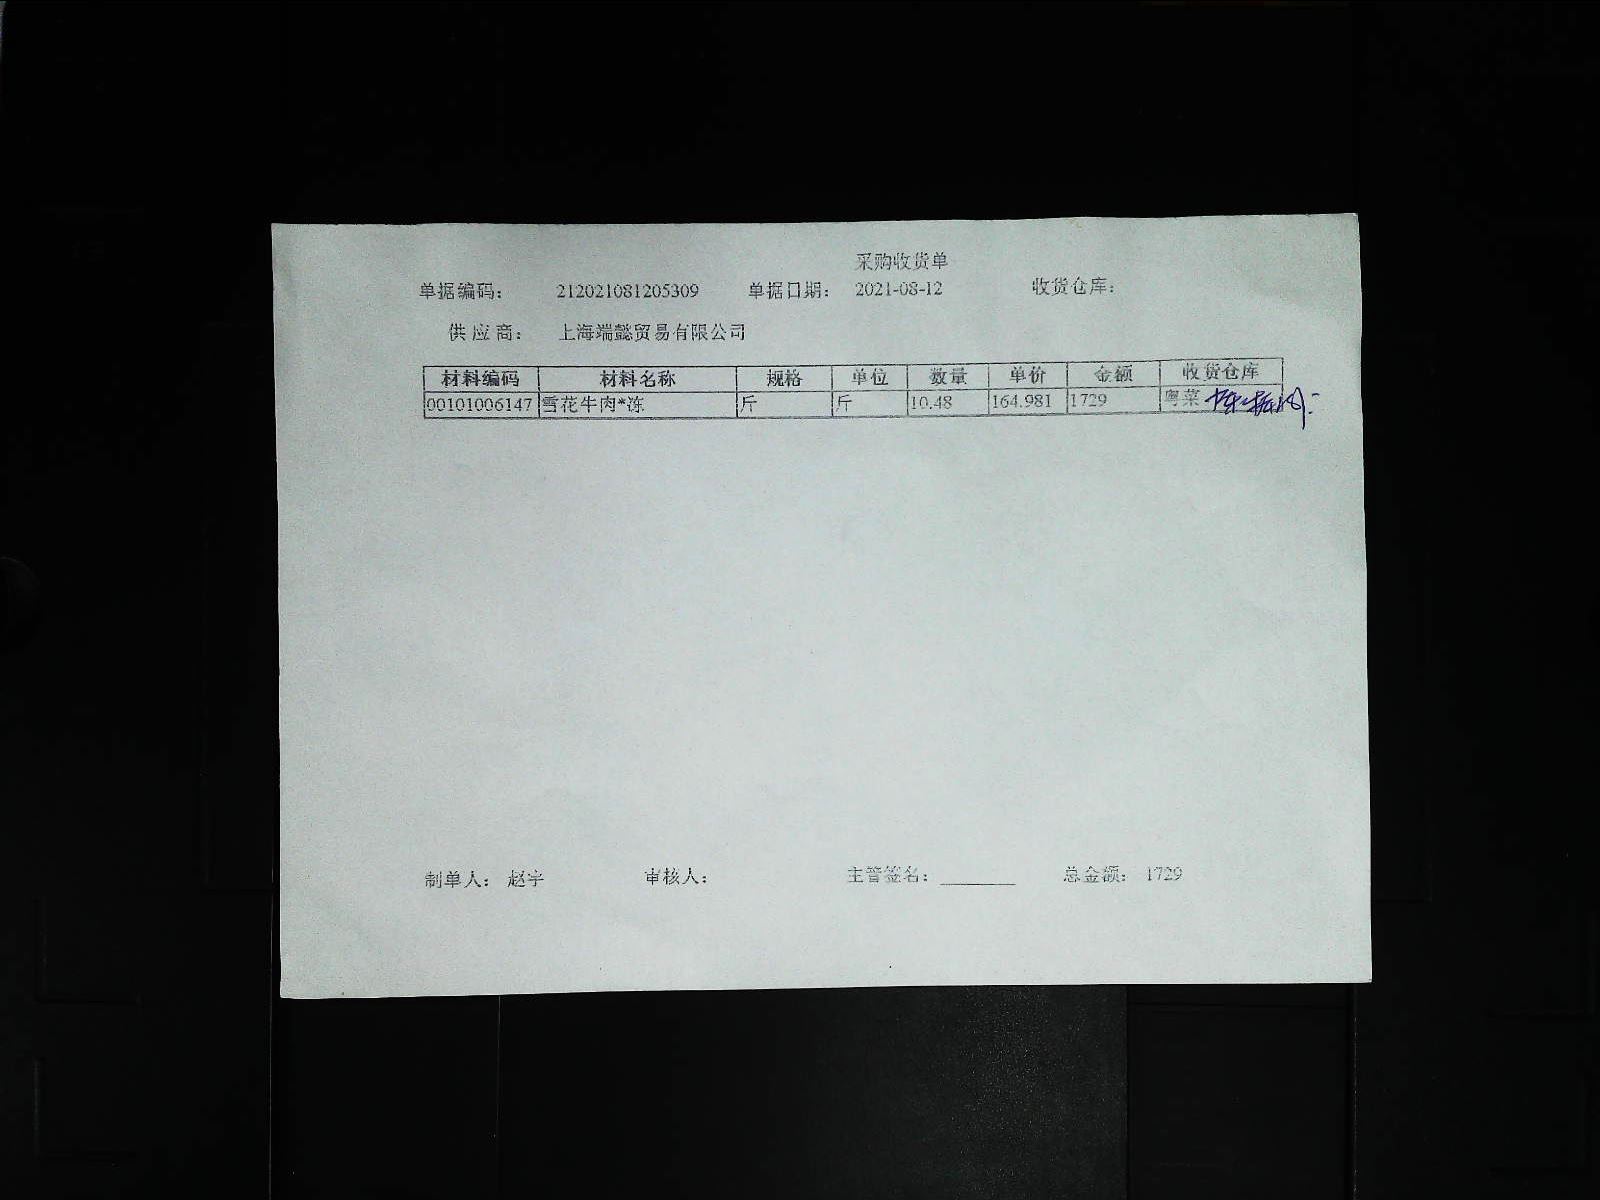 采购收货单
单据编码： 212021081205309 单据日期： 2021-08-12 收货仓库：
供应商： 上海端懿贸易有限公司
材料编码 材料名称 规格 单位 数量 单价 金额 收货仓库
00101006147 雪花牛肉*冻 斤 斤 10.48 164.981 1729 粤菜
制单人： 赵宇 审核人： 主管签名： 总金额： 1729